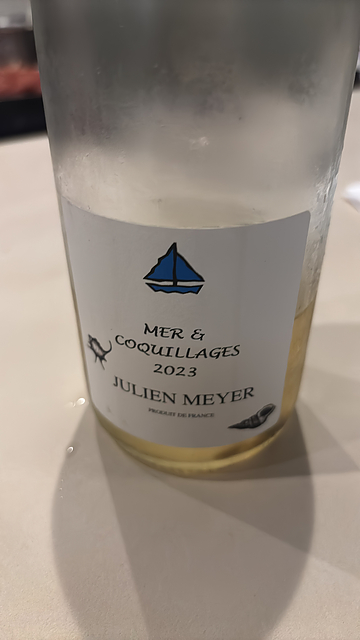 MER &
COQUILLAGES
2023
JULIEN MEYER
PRODUIT DE FRANCE